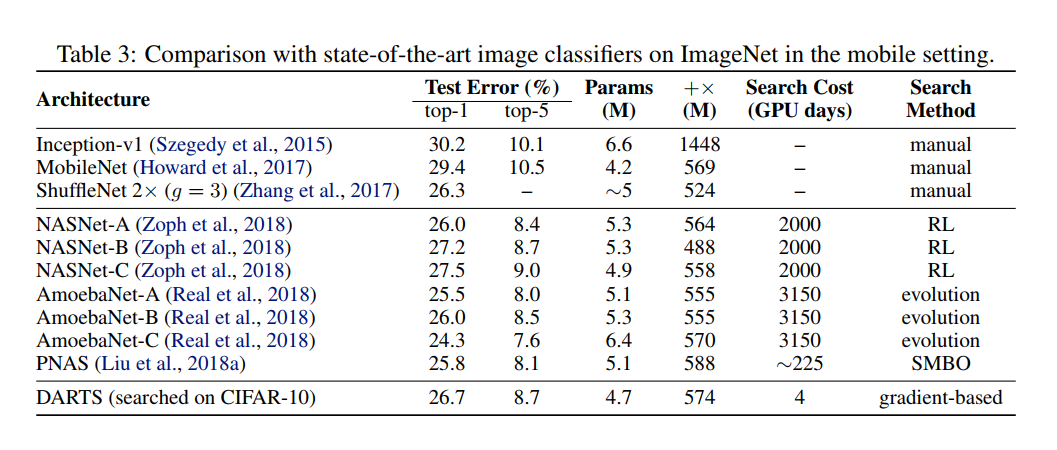 Table 3: Comparison with state-of-the-art image classifiers on ImageNet in the mobile setting.
Architecture Test Error (%) Params (M) +× (M) Search Cost (GPU days) Search Method
top-1 top-5
Inception-v1 (Szegedy et al., 2015) 30.2 10.1 6.6 1448 – manual
MobileNet (Howard et al., 2017) 29.4 10.5 4.2 569 – manual
ShuffleNet 2× (g = 3) (Zhang et al., 2017) 26.3 – ∼5 524 – manual
NASNet-A (Zoph et al., 2018) 26.0 8.4 5.3 564 2000 RL
NASNet-B (Zoph et al., 2018) 27.2 8.7 5.3 488 2000 RL
NASNet-C (Zoph et al., 2018) 27.5 9.0 4.9 558 2000 RL
AmoebaNet-A (Real et al., 2018) 25.5 8.0 5.1 555 3150 evolution
AmoebaNet-B (Real et al., 2018) 26.0 8.5 5.3 555 3150 evolution
AmoebaNet-C (Real et al., 2018) 24.3 7.6 6.4 570 3150 evolution
PNAS (Liu et al., 2018a) 25.8 8.1 5.1 588 ∼225 SMBO
DARTS (searched on CIFAR-10) 26.7 8.7 4.7 574 4 gradient-based